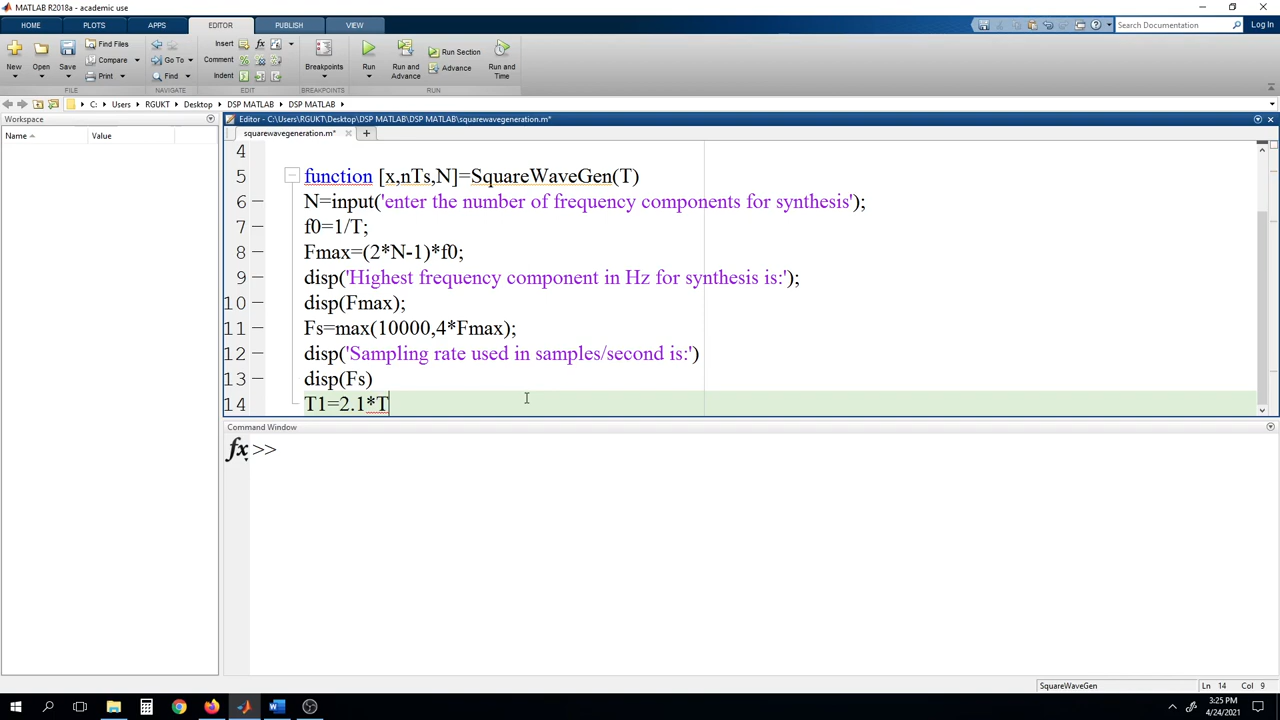 MATLAB R2018a - academic use
HOME PLOTS APPS EDITOR PUBLISH VIEW Search Documentation Log In
New Open Save Find Files Compare Print Go To Find Insert Comment Indent fx Breakpoints Run Run and Advance Run Section Advance Run and Time
FILE NAVIGATE EDIT BREAKPOINTS RUN
C: Users RGUKT Desktop DSP MATLAB DSP MATLAB
Workspace
Name Value
Editor - C:\Users\RGUKT\Desktop\DSP MATLAB\DSP MATLAB\squarewavegeneration.m*
squarewavegeneration.m*
4
5 function [x,nTs,N]=SquareWaveGen(T)
6 N=input('enter the number of frequency components for synthesis');
7 f0=1/T;
8 Fmax=(2*N-1)*f0;
9 disp('Highest frequency component in Hz for synthesis is:');
10 disp(Fmax);
11 Fs=max(10000,4*Fmax);
12 disp('Sampling rate used in samples/second is:')
13 disp(Fs)
14 T1=2.1*T
Command Window
fx >>
SquareWaveGen Ln 14 Col 9
3:25 PM
4/24/2021